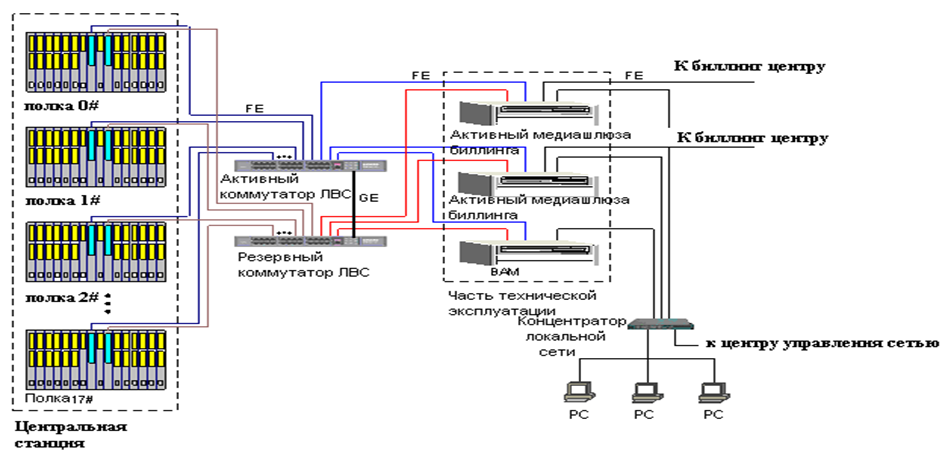 полка 0#
полка 1#
полка 2#
Полка17#
Центральная
станция
FE
FE
FE
GE
Активный
коммутатор ЛВС
Резервный
коммутатор ЛВС
К биллинг центру
Активный медиашлюза
биллинга
К биллинг центру
Активный медиашлюза
биллинга
BAM
Часть технической
эксплуатации
Концентратор
локальной
сети
к центру управления сетью
PC
PC
PC